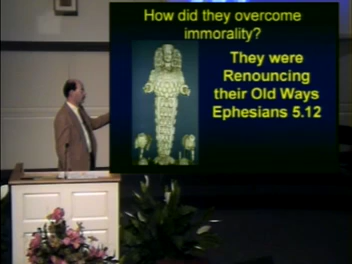 How did they overcome
immorality?
They were
Renouncing
their Old Ways
Ephesians 5.12